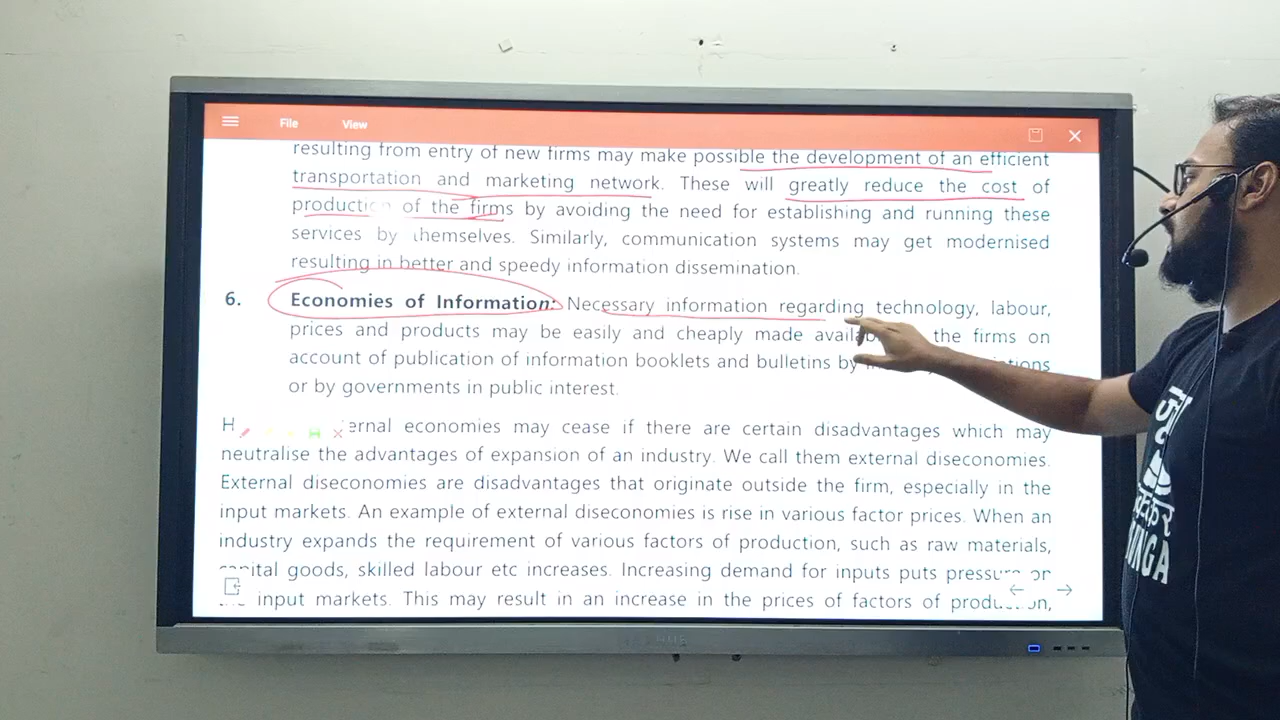 File View
resulting from entry of new firms may make possible the development of an efficient
transportation and marketing network. These will greatly reduce the cost of
production of the firms by avoiding the need for establishing and running these
services by themselves. Similarly, communication systems may get modernised
resulting in better and speedy information dissemination.
6. Economies of Information: Necessary information regarding technology, labour,
prices and products may be easily and cheaply made the firms on
account of publication of information booklets and bulletins by
or by governments in public interest.
economies may cease if there are certain disadvantages which may
neutralise the advantages of expansion of an industry. We call them external diseconomies.
External diseconomies are disadvantages that originate outside the firm, especially in the
input markets. An example of external diseconomies is rise in various factor prices. When an
industry expands the requirement of various factors of production, such as raw materials,
capital goods, skilled labour etc increases. Increasing demand for inputs puts pressure on
input markets. This may result in an increase in the prices of factors of production,